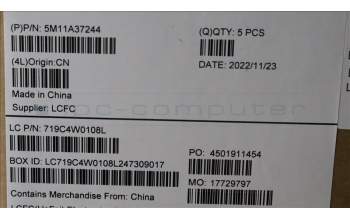 (P)P/N: 5M11A37244
(Q)QTY: 5 PCS
(4L)Origin:CN
DATE: 2022/11/23
Made in China
Supplier: LCFC
LC P/N: 719C4W0108L
PO: 4501911454
BOX ID: LC719C4W0108L247309017
MO: 17729797
Contains Merchandise From: China